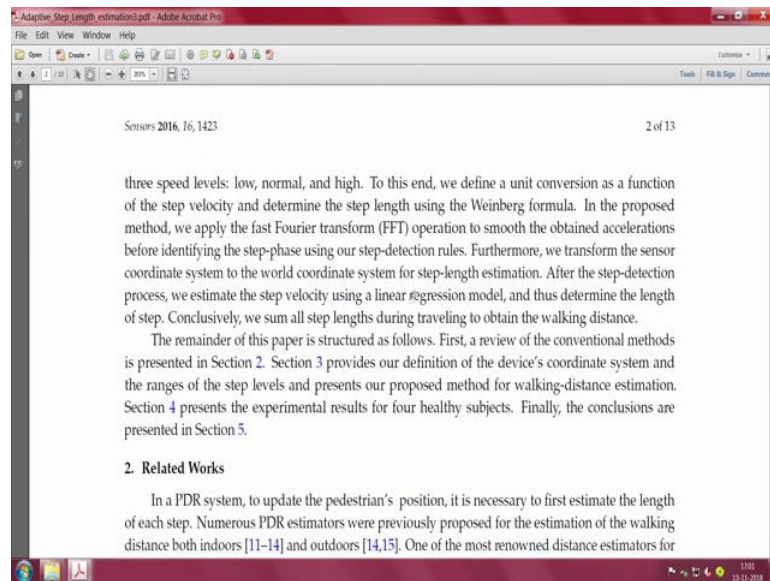 Adaptive_Step_Length_estimation3.pdf - Adobe Acrobat Pro
File Edit View Window Help
Open Create Customize
2 / 13 201% Tools Fill & Sign Commen
Sensors 2016, 16, 1423 2 of 13
three speed levels: low, normal, and high. To this end, we define a unit conversion as a function
of the step velocity and determine the step length using the Weinberg formula. In the proposed
method, we apply the fast Fourier transform (FFT) operation to smooth the obtained accelerations
before identifying the step-phase using our step-detection rules. Furthermore, we transform the sensor
coordinate system to the world coordinate system for step-length estimation. After the step-detection
process, we estimate the step velocity using a linear regression model, and thus determine the length
of step. Conclusively, we sum all step lengths during traveling to obtain the walking distance.
The remainder of this paper is structured as follows. First, a review of the conventional methods
is presented in Section 2. Section 3 provides our definition of the device's coordinate system and
the ranges of the step levels and presents our proposed method for walking-distance estimation.
Section 4 presents the experimental results for four healthy subjects. Finally, the conclusions are
presented in Section 5.
2. Related Works
In a PDR system, to update the pedestrian's position, it is necessary to first estimate the length
of each step. Numerous PDR estimators were previously proposed for the estimation of the walking
distance both indoors [11–14] and outdoors [14,15]. One of the most renowned distance estimators for
17:01
13-11-2018